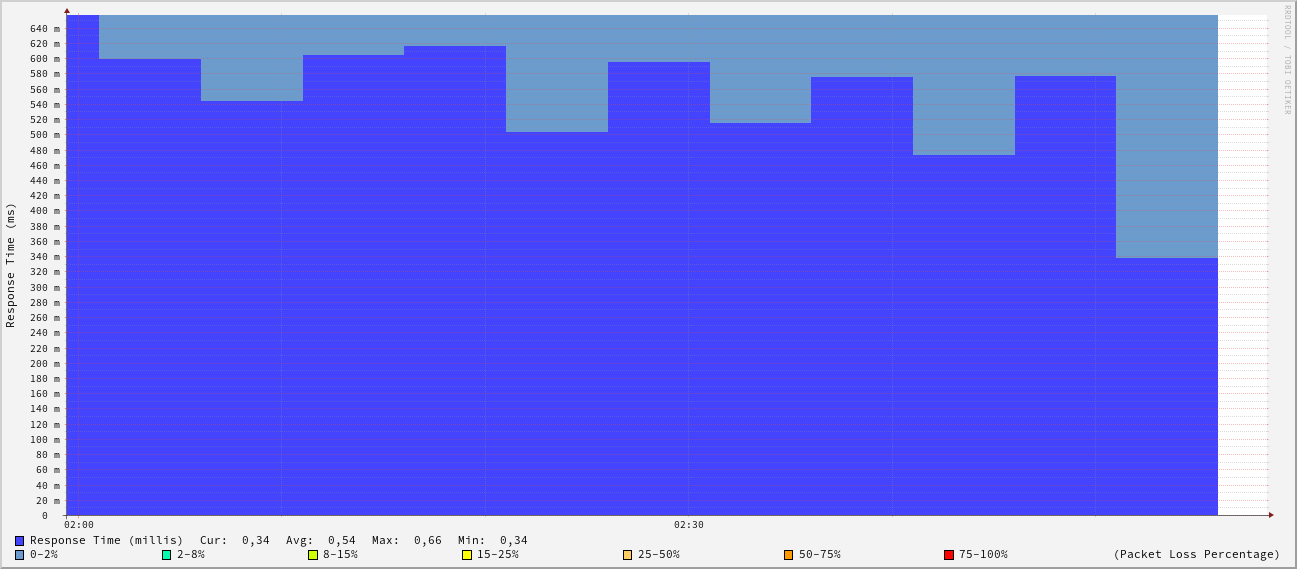 RRDTOOL / TOBI OETIKER
Response Time (ms)
640 m
620 m
600 m
580 m
560 m
540 m
520 m
500 m
480 m
460 m
440 m
420 m
400 m
380 m
360 m
340 m
320 m
300 m
280 m
260 m
240 m
220 m
200 m
180 m
160 m
140 m
120 m
100 m
80 m
60 m
40 m
20 m
0
02:00 02:30
Response Time (millis) Cur: 0,34 Avg: 0,54 Max: 0,66 Min: 0,34
0-2% 2-8% 8-15% 15-25% 25-50% 50-75% 75-100% (Packet Loss Percentage)